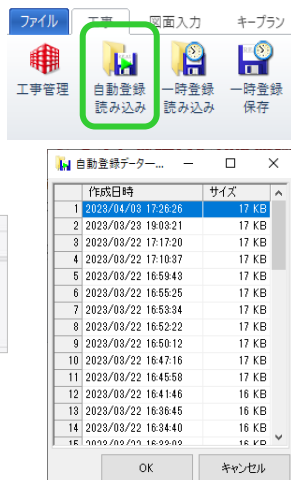 ファイル 工事 図面入力 キープラン
工事管理 自動登録 読み込み 一時登録 読み込み 一時登録 保存
自動登録データー...
作成日時 サイズ
1 2023/04/03 17:26:26 17 KB
2 2023/03/23 19:03:21 17 KB
3 2023/03/22 17:17:20 17 KB
4 2023/03/22 17:10:37 17 KB
5 2023/03/22 16:59:43 17 KB
6 2023/03/22 16:55:25 17 KB
7 2023/03/22 16:53:34 17 KB
8 2023/03/22 16:52:22 17 KB
9 2023/03/22 16:50:12 17 KB
10 2023/03/22 16:47:16 17 KB
11 2023/03/22 16:45:58 17 KB
12 2023/03/22 16:41:46 16 KB
13 2023/03/22 16:36:45 16 KB
14 2023/03/22 16:34:40 16 KB
15 2023/03/22 16 KB
OK キャンセル